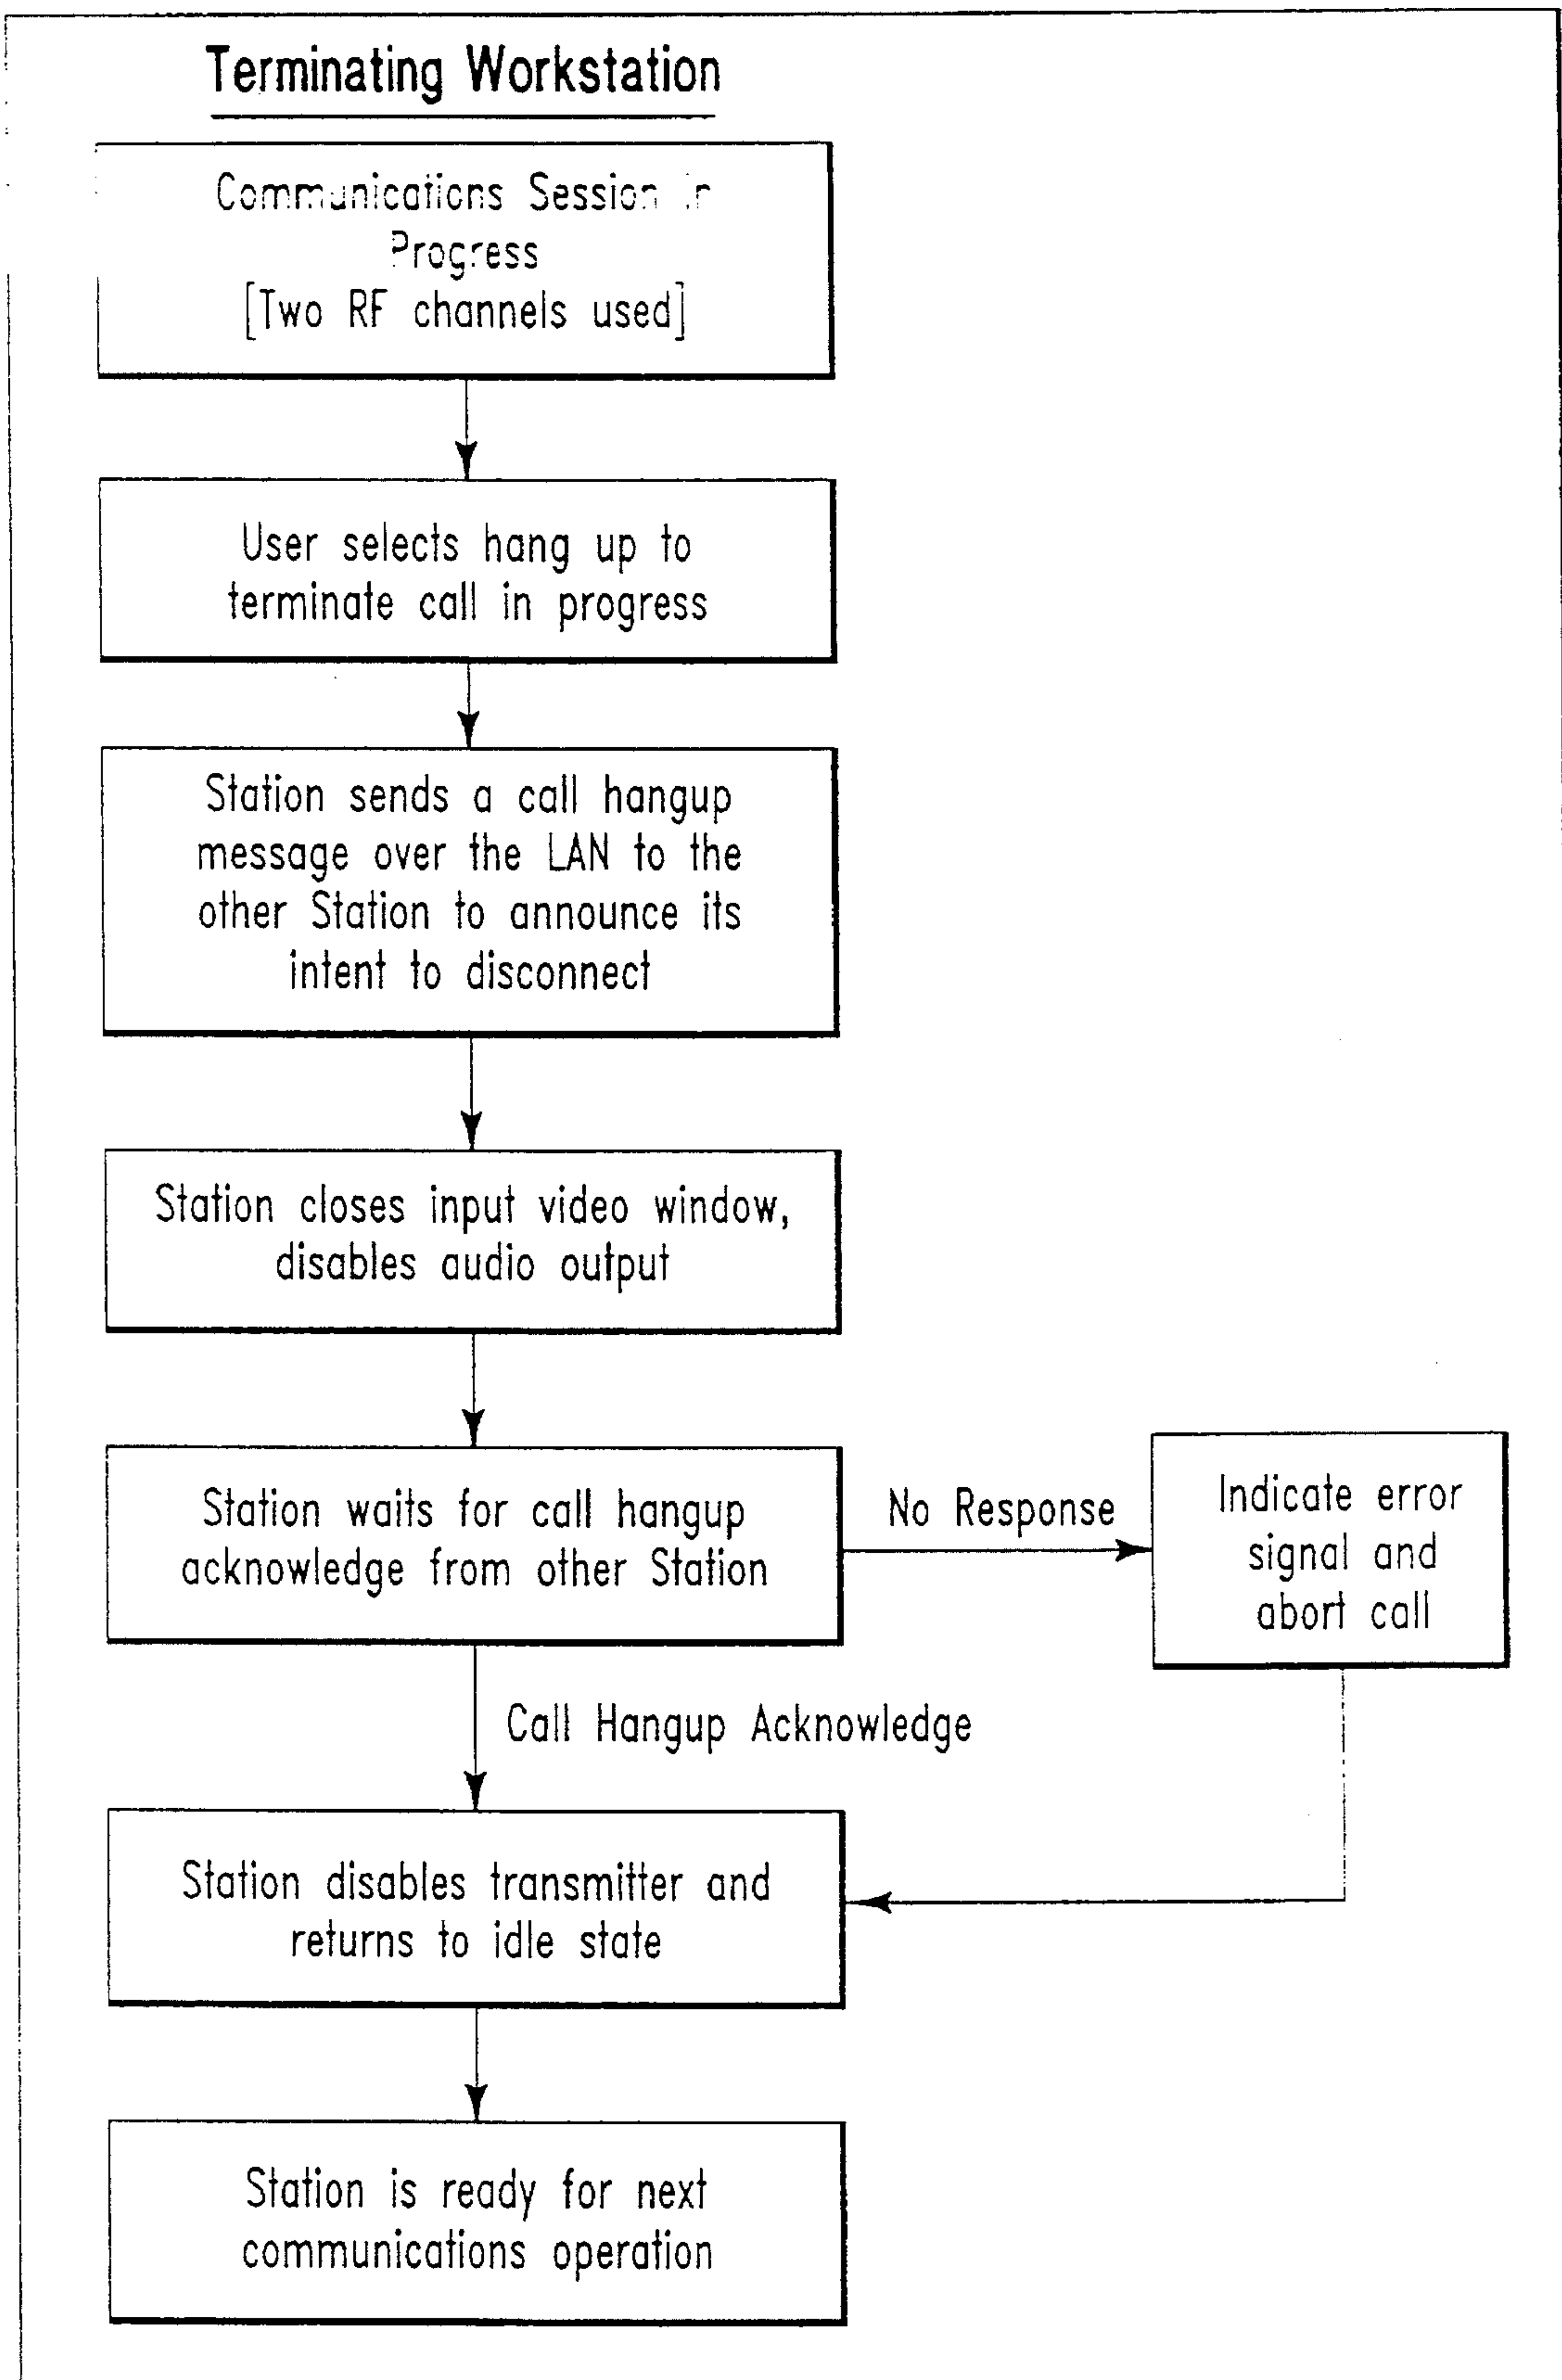 Terminating Workstation
Communications Session in
Progress
[Two RF channels used]
User selects hang up to
terminate call in progress
Station sends a call hangup
message over the LAN to the
other Station to announce its
intent to disconnect
Station closes input video window,
disables audio output
Station waits for call hangup
acknowledge from other Station
No Response
Indicate error
signal and
abort call
Call Hangup Acknowledge
Station disables transmitter and
returns to idle state
Station is ready for next
communications operation